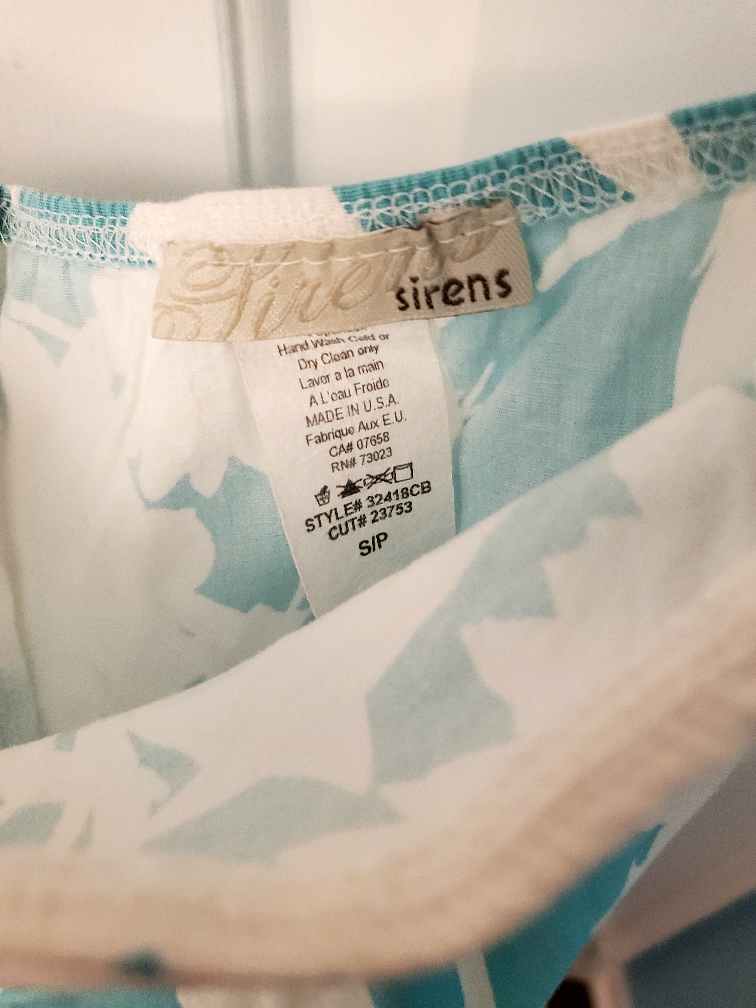 Sirens
sirens
Hand Wash Cold or
Dry Clean only
Laver a la main
A L'eau Froide
MADE IN U.S.A.
Fabrique Aux E.U.
CA# 07658
RN# 73023
STYLE# 32418CB
CUT# 23753
S/P